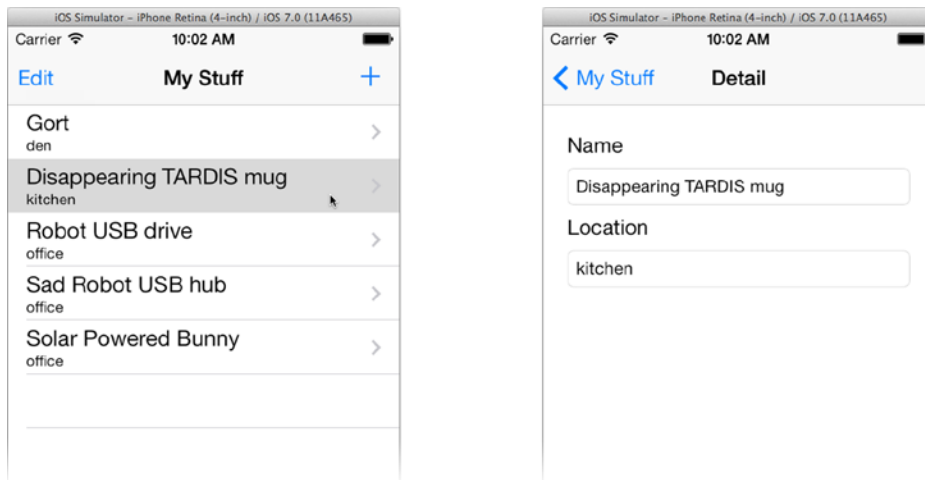 iOS Simulator – iPhone Retina (4-inch) / iOS 7.0 (11A465)
Carrier 10:02 AM
Edit My Stuff +
Gort
den
Disappearing TARDIS mug
kitchen
Robot USB drive
office
Sad Robot USB hub
office
Solar Powered Bunny
office
iOS Simulator – iPhone Retina (4-inch) / iOS 7.0 (11A465)
Carrier 10:02 AM
My Stuff Detail
Name
Disappearing TARDIS mug
Location
kitchen